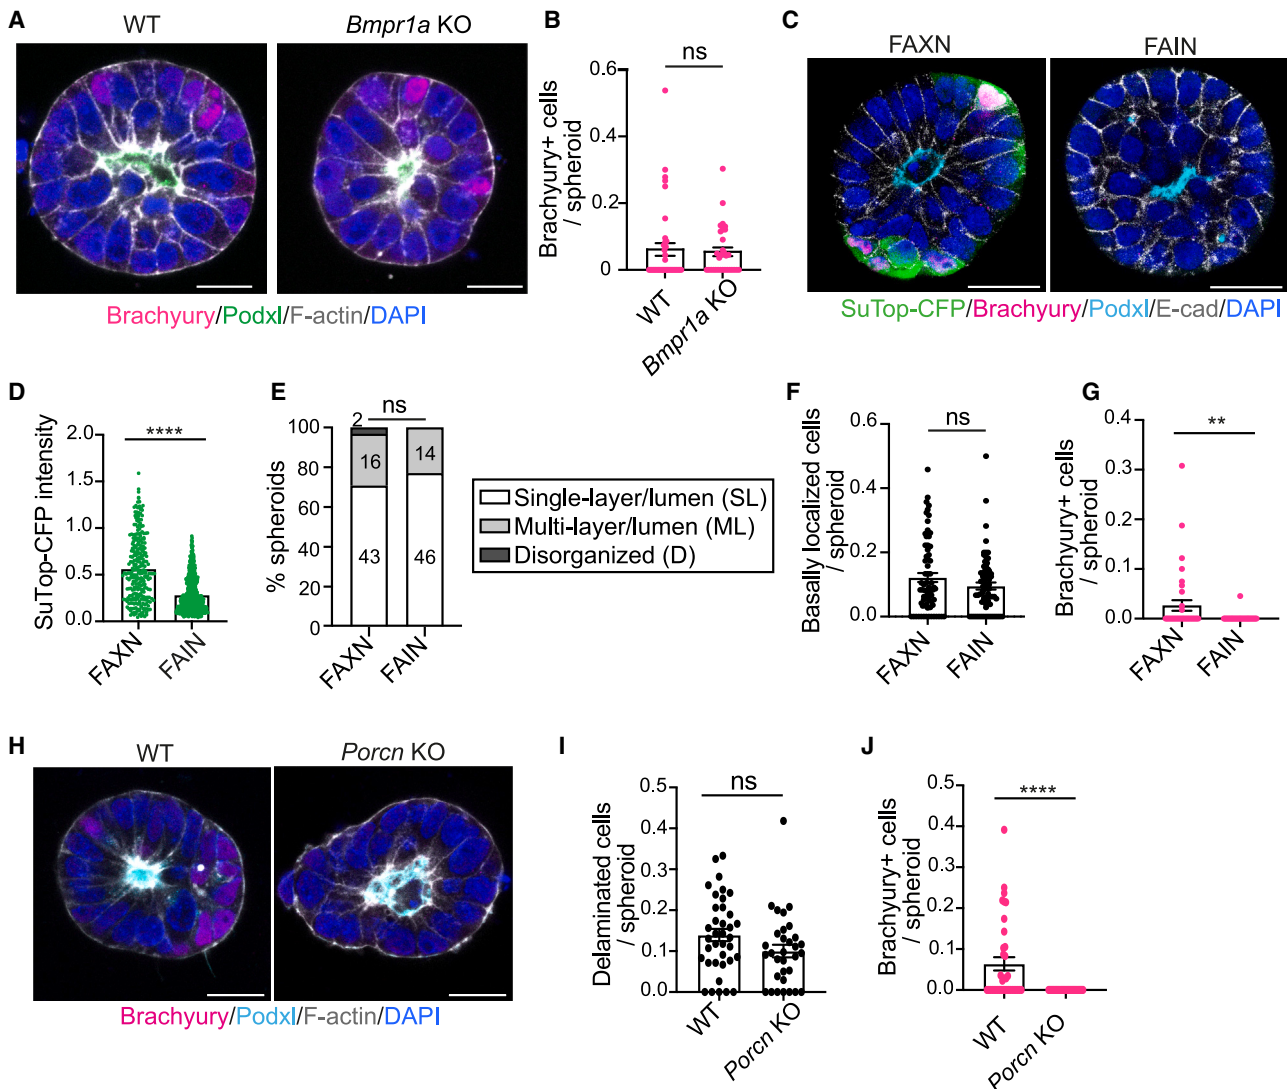 A
WT
Bmpr1a KO
Brachyury/Podxl/F-actin/DAPI
B
ns
Brachyury+ cells
/ spheroid
0.6
0.4
0.2
0
WT
Bmpr1a KO
C
FAXN
FAIN
SuTop-CFP/Brachyury/Podxl/E-cad/DAPI
D
****
SuTop-CFP intensity
2.0
1.5
1.0
0.5
0.0
FAXN
FAIN
E
ns
% spheroids
100
80
60
40
20
0
2
16
43
14
46
FAXN
FAIN
Single-layer/lumen (SL)
Multi-layer/lumen (ML)
Disorganized (D)
F
ns
Basally localized cells
/ spheroid
0.6
0.4
0.2
0.0
FAXN
FAIN
G
**
Brachyury+ cells
/ spheroid
0.4
0.3
0.2
0.1
0
FAXN
FAIN
H
WT
Porcn KO
Brachyury/Podxl/F-actin/DAPI
I
ns
Delaminated cells
/ spheroid
0.5
0.4
0.3
0.2
0.1
0.0
WT
Porcn KO
J
****
Brachyury+ cells
/ spheroid
0.5
0.4
0.3
0.2
0.1
0.0
WT
Porcn KO